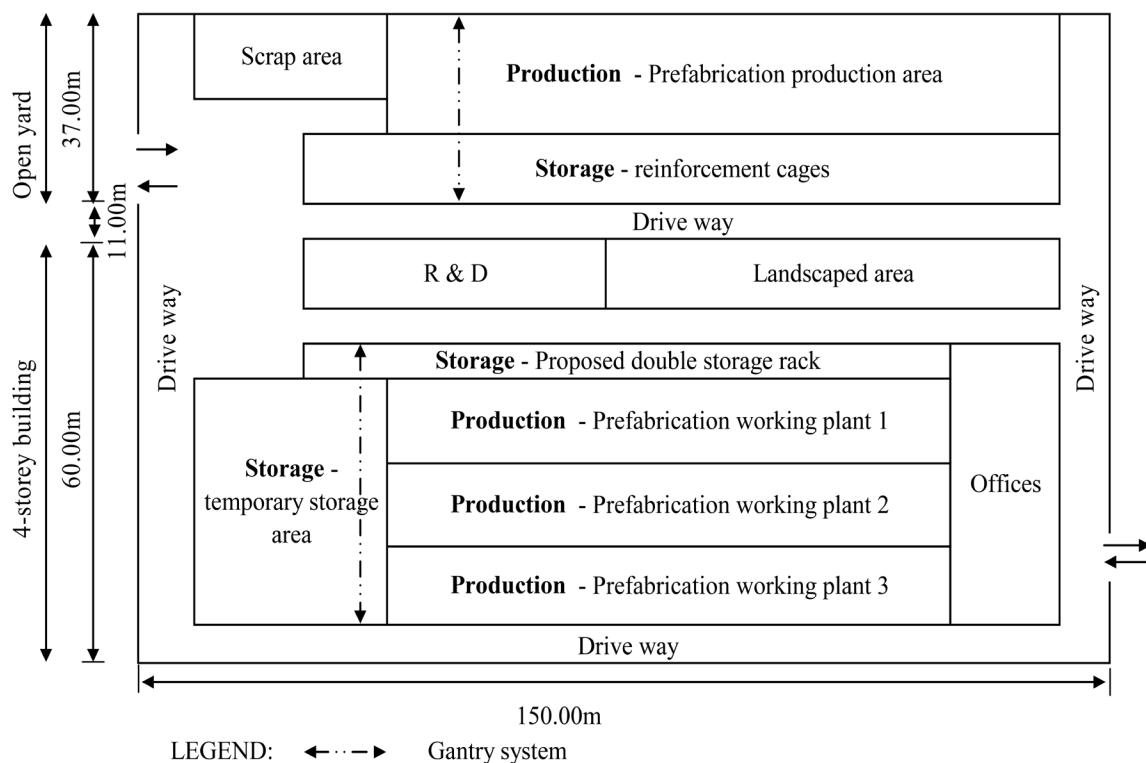 Open yard
37.00m
11.00m
4-storey building
60.00m
Scrap area
Production - Prefabrication production area
Storage - reinforcement cages
Drive way
R & D
Landscaped area
Drive way
Drive way
Storage - Proposed double storage rack
Production - Prefabrication working plant 1
Storage -
temporary storage
area
Production - Prefabrication working plant 2
Offices
Production - Prefabrication working plant 3
Drive way
150.00m
LEGEND: Gantry system